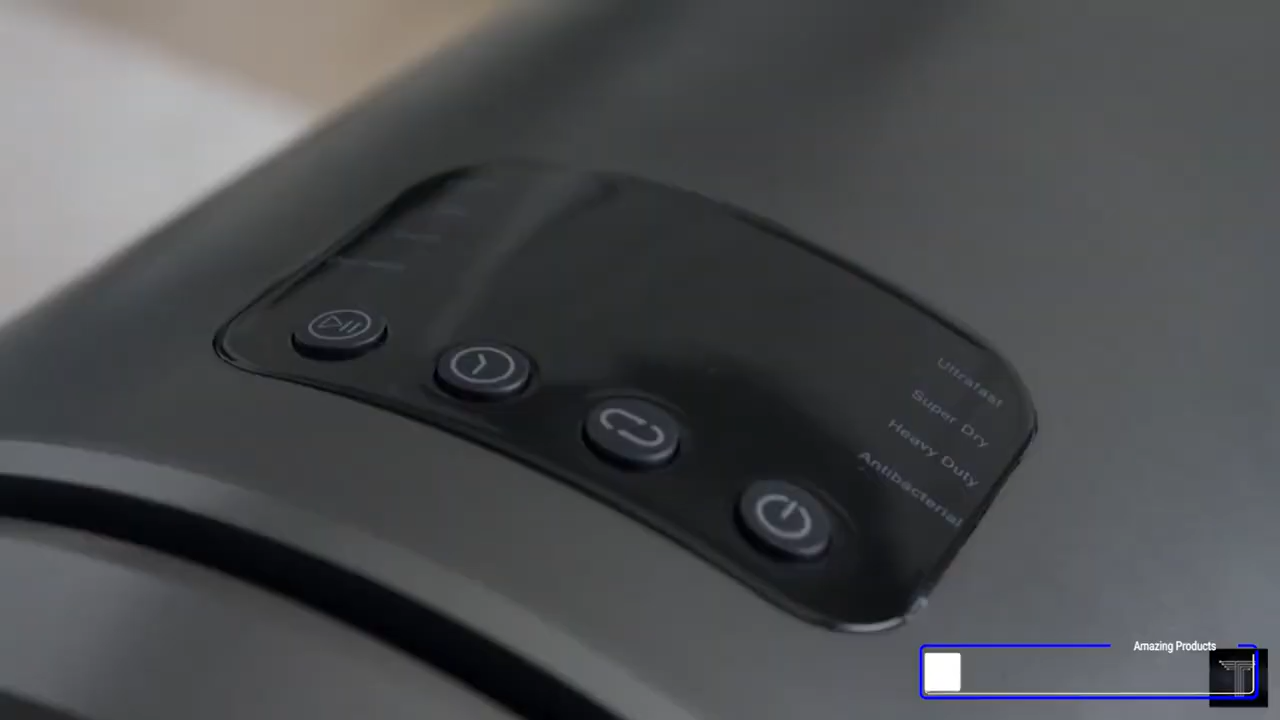 Ultrafast
Super Dry
Heavy Duty
Antibacterial
Amazing Products